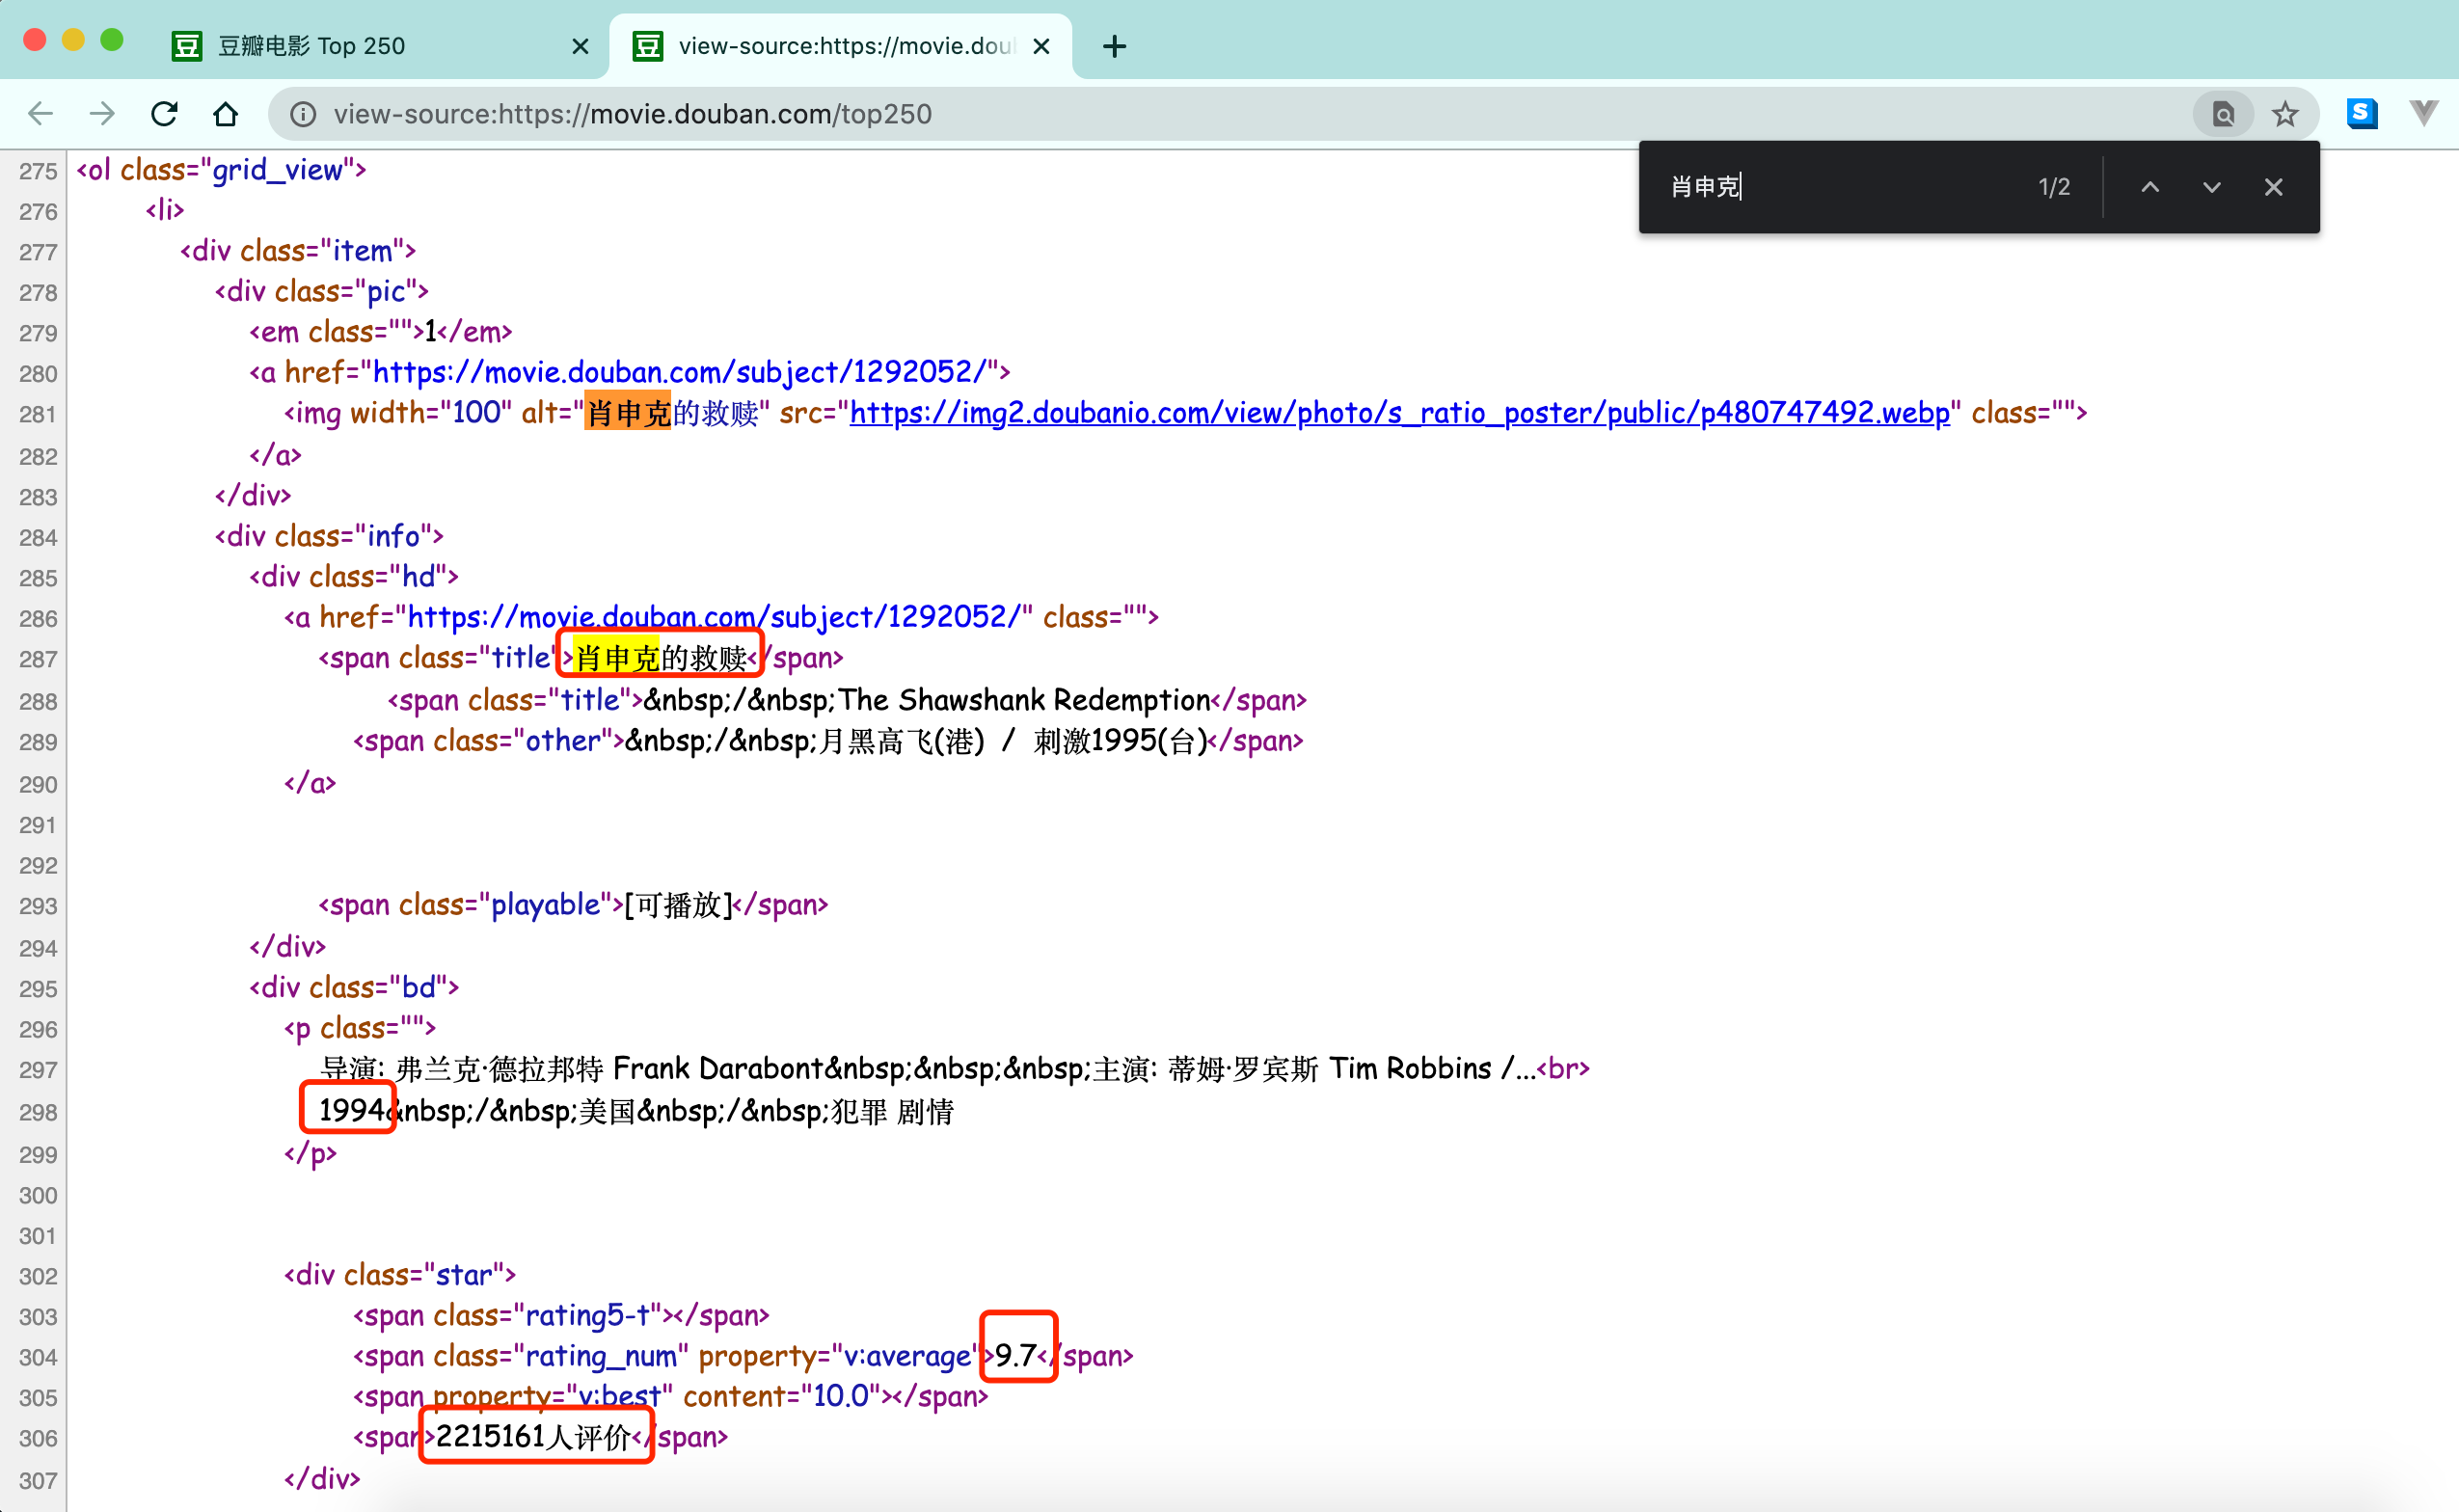 豆瓣电影 Top 250
view-source:https://movie.dou
view-source:https://movie.douban.com/top250
肖申克
1/2
275 <ol class="grid_view">
276 <li>
277 <div class="item">
278 <div class="pic">
279 <em class="">1</em>
280 <a href="https://movie.douban.com/subject/1292052/">
281 <img width="100" alt="肖申克的救赎" src="https://img2.doubanio.com/view/photo/s_ratio_poster/public/p480747492.webp" class="">
282 </a>
283 </div>
284 <div class="info">
285 <div class="hd">
286 <a href="https://movie.douban.com/subject/1292052/" class="">
287 <span class="title">肖申克的救赎</span>
288 <span class="title">&nbsp;/&nbsp;The Shawshank Redemption</span>
289 <span class="other">&nbsp;/&nbsp;月黑高飞(港) / 刺激1995(台)</span>
290 </a>
291
292
293 <span class="playable">[可播放]</span>
294 </div>
295 <div class="bd">
296 <p class="">
297 导演: 弗兰克·德拉邦特 Frank Darabont&nbsp;&nbsp;&nbsp;主演: 蒂姆·罗宾斯 Tim Robbins /...<br>
298 1994&nbsp;/&nbsp;美国&nbsp;/&nbsp;犯罪 剧情
299 </p>
300
301
302 <div class="star">
303 <span class="rating5-t"></span>
304 <span class="rating_num" property="v:average">9.7</span>
305 <span property="v:best" content="10.0"></span>
306 <span>2215161人评价</span>
307 </div>